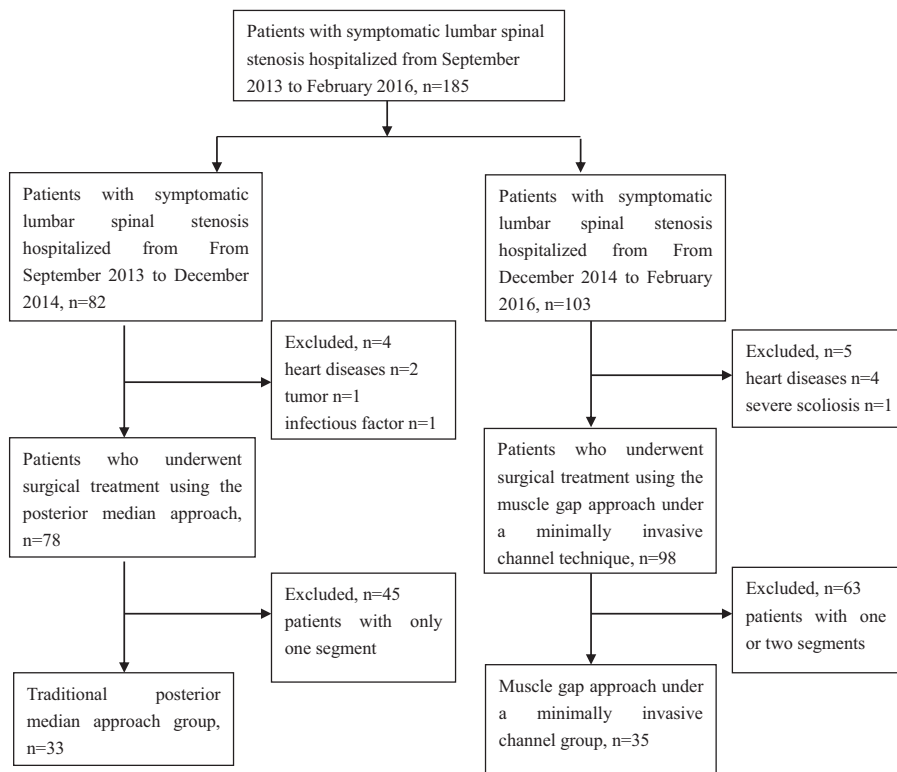 Patients with symptomatic lumbar spinal
stenosis hospitalized from September
2013 to February 2016, n=185
Patients with symptomatic
lumbar spinal stenosis
hospitalized from From
September 2013 to December
2014, n=82
Patients with symptomatic
lumbar spinal stenosis
hospitalized from From
December 2014 to February
2016, n=103
Excluded, n=4
heart diseases n=2
tumor n=1
infectious factor n=1
Excluded, n=5
heart diseases n=4
severe scoliosis n=1
Patients who underwent
surgical treatment using the
posterior median approach,
n=78
Patients who underwent
surgical treatment using the
muscle gap approach under
a minimally invasive
channel technique, n=98
Excluded, n=45
patients with only
one segment
Excluded, n=63
patients with one
or two segments
Traditional posterior
median approach group,
n=33
Muscle gap approach under
a minimally invasive
channel group, n=35